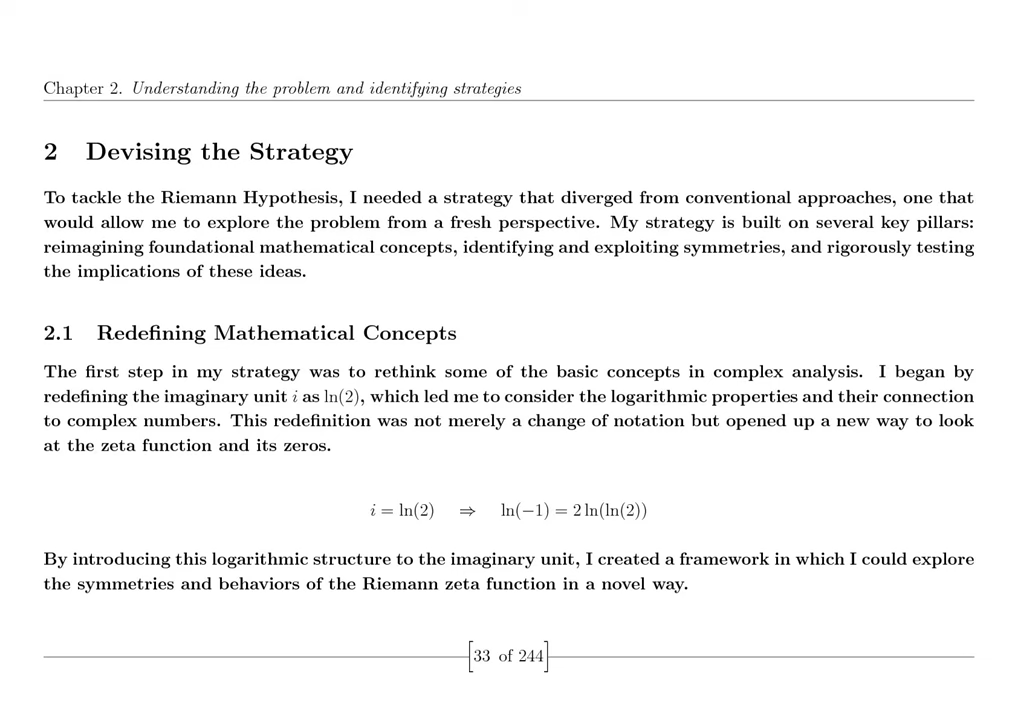 Chapter 2. Understanding the problem and identifying strategies
2 Devising the Strategy
To tackle the Riemann Hypothesis, I needed a strategy that diverged from conventional approaches, one that
would allow me to explore the problem from a fresh perspective. My strategy is built on several key pillars:
reimagining foundational mathematical concepts, identifying and exploiting symmetries, and rigorously testing
the implications of these ideas.
2.1 Redefining Mathematical Concepts
The first step in my strategy was to rethink some of the basic concepts in complex analysis. I began by
redefining the imaginary unit i as ln(2), which led me to consider the logarithmic properties and their connection
to complex numbers. This redefinition was not merely a change of notation but opened up a new way to look
at the zeta function and its zeros.
i = ln(2) ⇒ ln(−1) = 2 ln(ln(2))
By introducing this logarithmic structure to the imaginary unit, I created a framework in which I could explore
the symmetries and behaviors of the Riemann zeta function in a novel way.
[33 of 244]